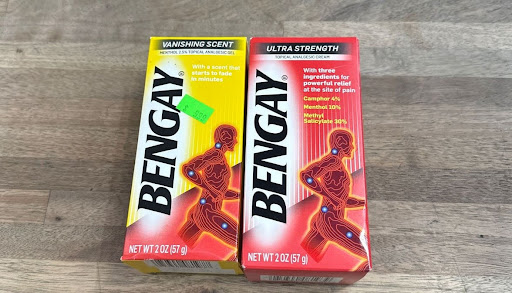 VANISHING SCENT
MENTHOL 2.5% TOPICAL ANALGESIC GEL
With a scent that
starts to fade
in minutes
BENGAY®
NET WT 2 OZ (57 g)
ULTRA STRENGTH
TOPICAL ANALGESIC CREAM
With three
ingredients for
powerful relief
at the site of pain
Camphor 4%
Menthol 10%
Methyl
Salicylate 30%
BENGAY®
NET WT 2 OZ (57 g)